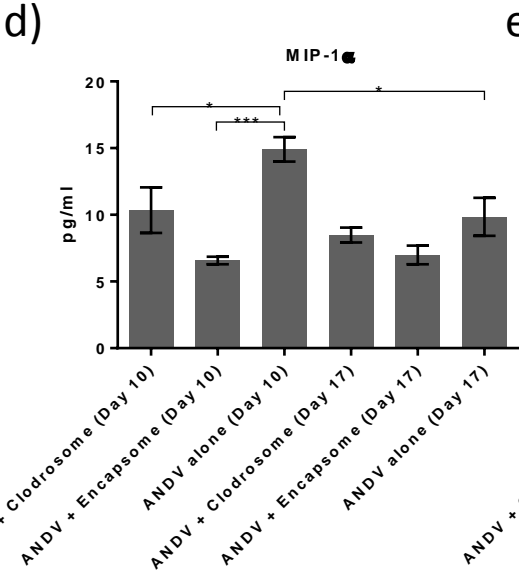 d)
e
MIP-1α
20
15
10
5
0
pg/ml
*
***
*
+ Clodrosome (Day 10)
ANDV + Encapsome (Day 10)
ANDV alone (Day 10)
ANDV + Clodrosome (Day 17)
ANDV + Encapsome (Day 17)
ANDV alone (Day 17)
ANDV +